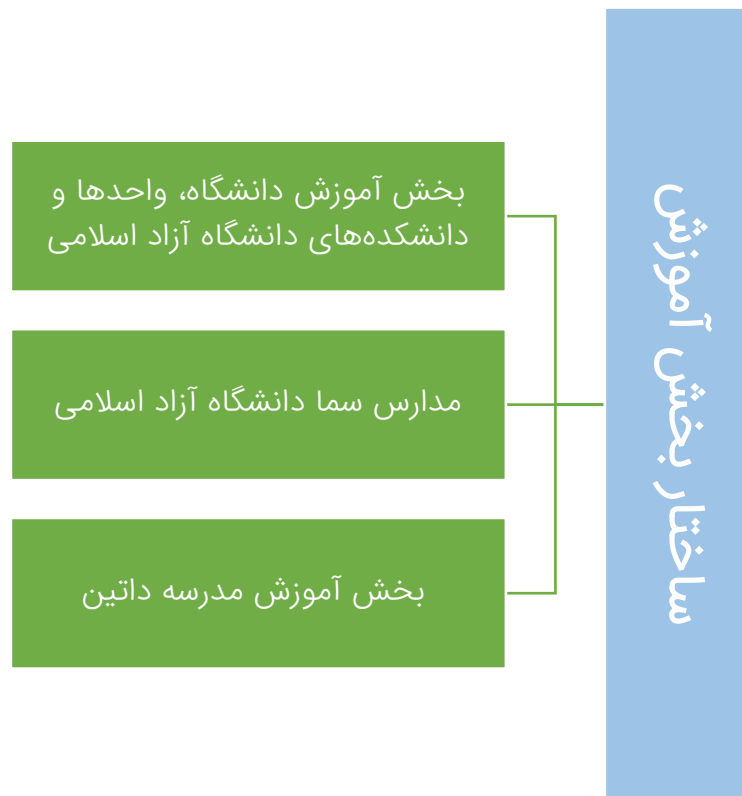 ساختار بخش آموزش
بخش آموزش دانشگاه، واحدها و
دانشکده‌های دانشگاه آزاد اسلامی
مدارس سما دانشگاه آزاد اسلامی
بخش آموزش مدرسه داتین